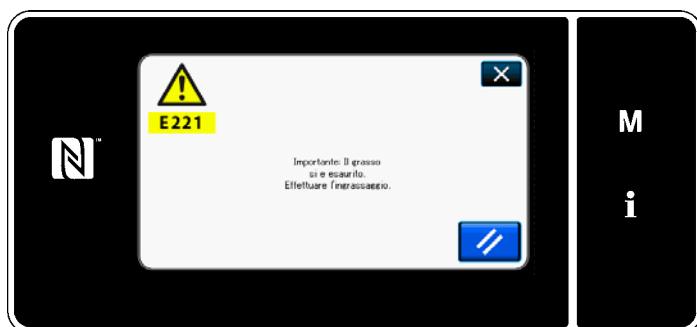 E221
Importante: Il grasso
si e esaurito.
Effettuare l'ingrassaggio.
M
i